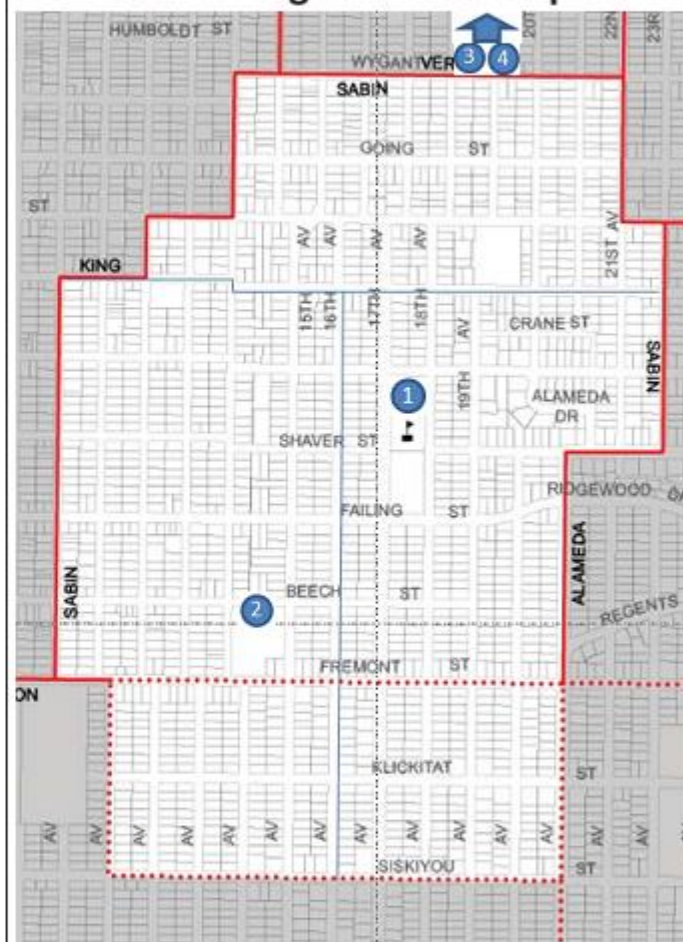 HUMBOLDT ST
20T
22N
23R
WYGANT
VER
3
4
SABIN
GOING ST
ST
AV
AV
AV
AV
21ST AV
KING
15TH
16TH
17TH
18TH
AV
CRANE ST
SABIN
1
19TH
ALAMEDA
DR
SHAVER ST
RIDGEWOOD
FAILING ST
ALAMEDA
SABIN
BEECH ST
2
REGENTS
FREMONT ST
ON
KLICKITAT ST
AV
AV
AV
AV
AV
AV
AV
AV
AV
AV
AV
AV
SISKIYOU ST